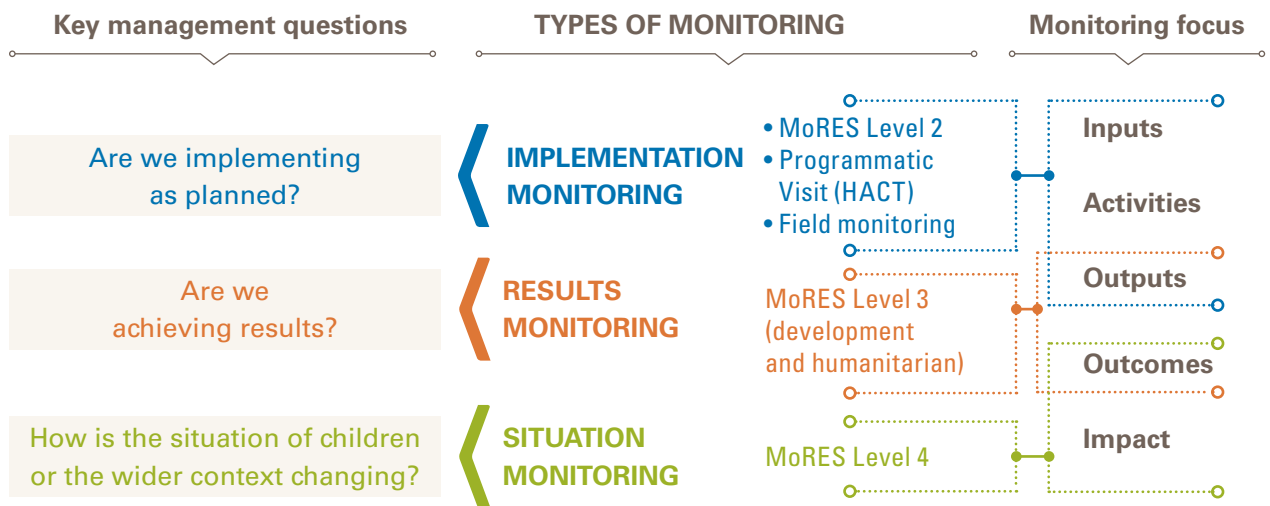 Key management questions
TYPES OF MONITORING
Monitoring focus
Are we implementing
as planned?
IMPLEMENTATION
MONITORING
• MoRES Level 2
• Programmatic
Visit (HACT)
• Field monitoring
Inputs
Activities
Are we
achieving results?
RESULTS
MONITORING
MoRES Level 3
(development
and humanitarian)
Outputs
Outcomes
How is the situation of children
or the wider context changing?
SITUATION
MONITORING
MoRES Level 4
Impact